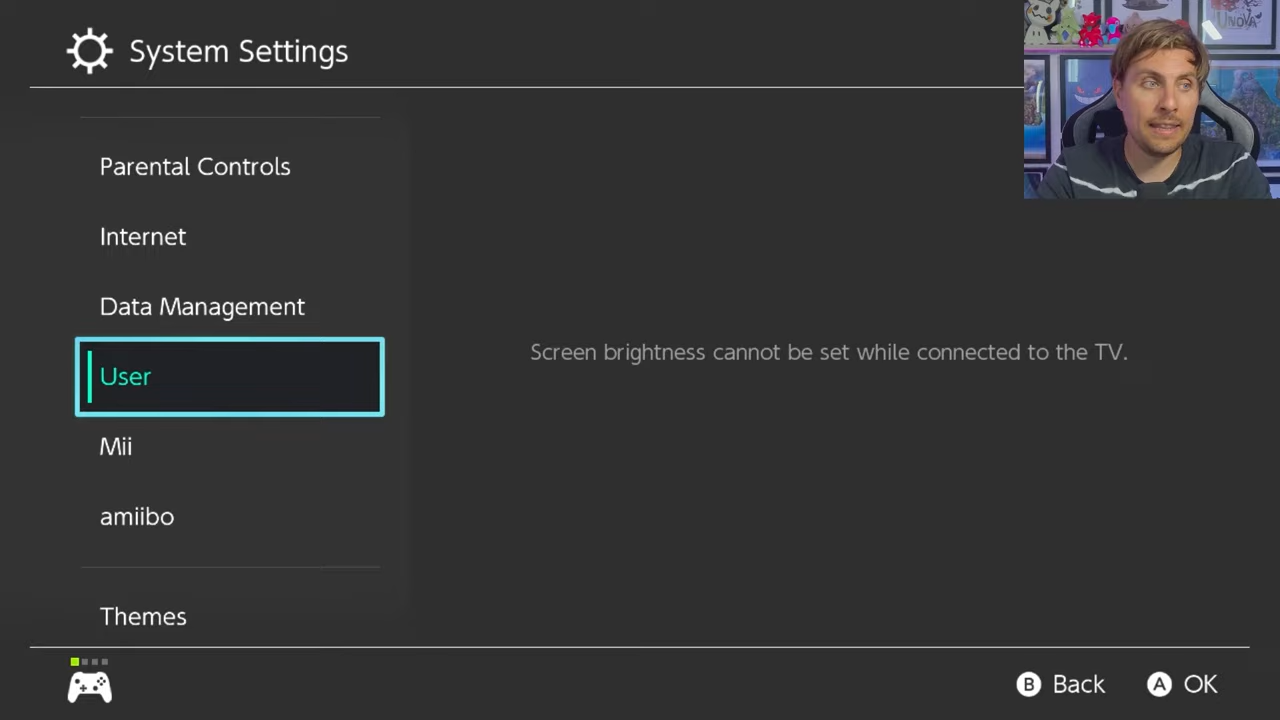 System Settings
Parental Controls
Internet
Data Management
User
Mii
amiibo
Themes
Screen brightness cannot be set while connected to the TV.
B Back
A OK
UNOVA